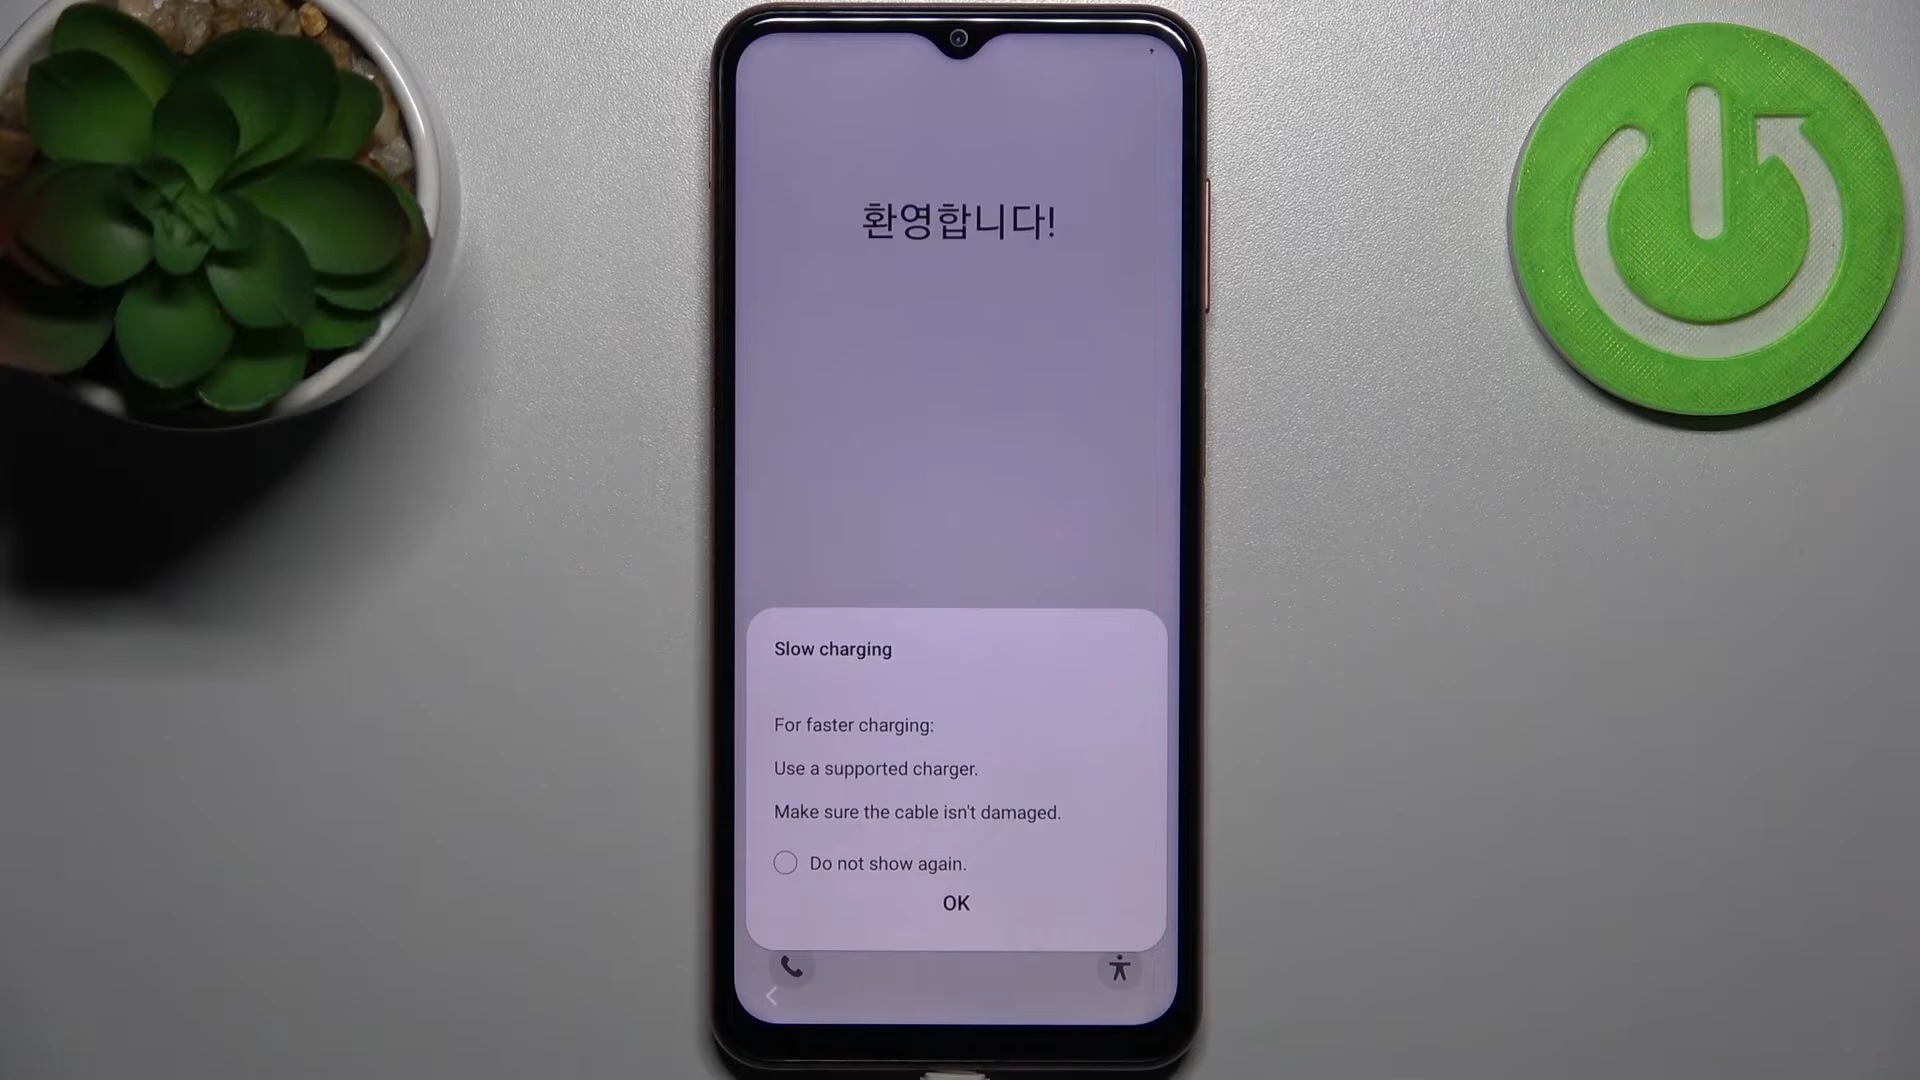 환영합니다!
Slow charging
For faster charging:
Use a supported charger.
Make sure the cable isn't damaged.
Do not show again.
OK